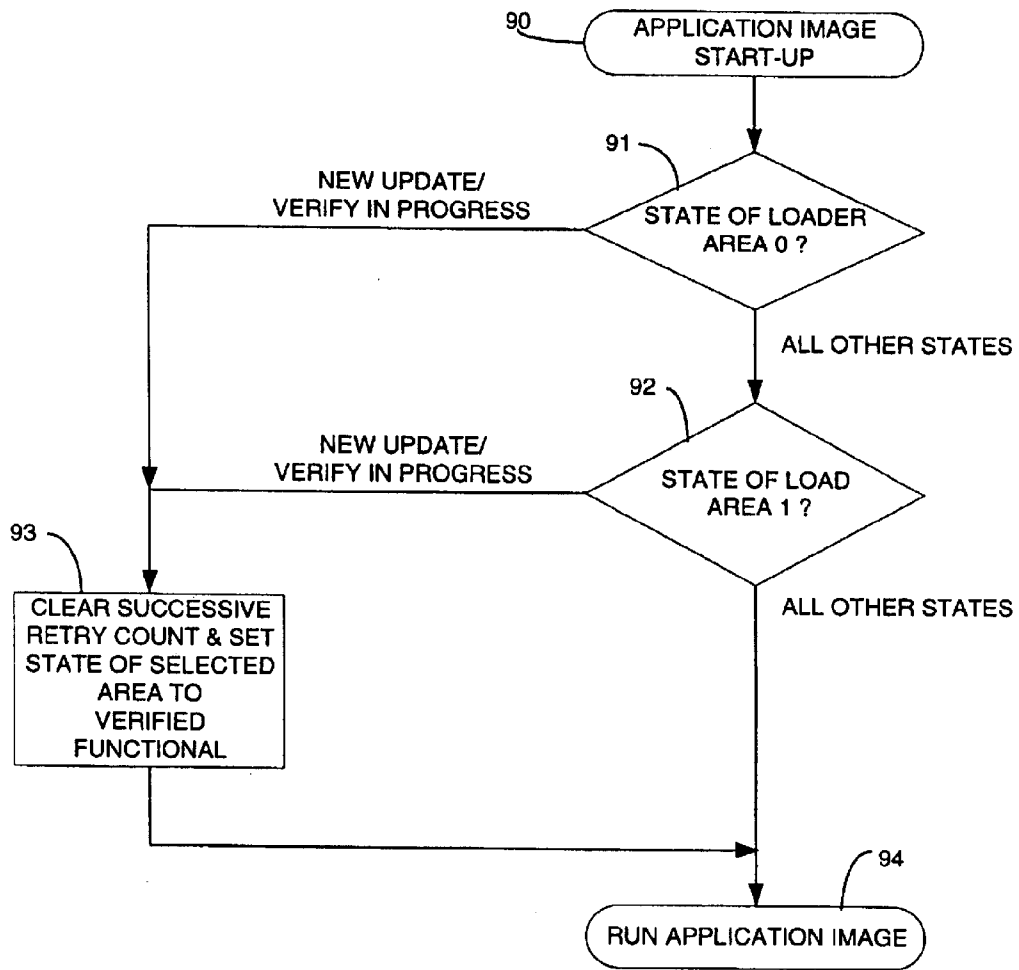 90
APPLICATION IMAGE
START-UP
91
NEW UPDATE/
VERIFY IN PROGRESS
STATE OF LOADER
AREA 0 ?
ALL OTHER STATES
92
NEW UPDATE/
VERIFY IN PROGRESS
STATE OF LOAD
AREA 1 ?
93
ALL OTHER STATES
CLEAR SUCCESSIVE
RETRY COUNT & SET
STATE OF SELECTED
AREA TO
VERIFIED
FUNCTIONAL
94
RUN APPLICATION IMAGE